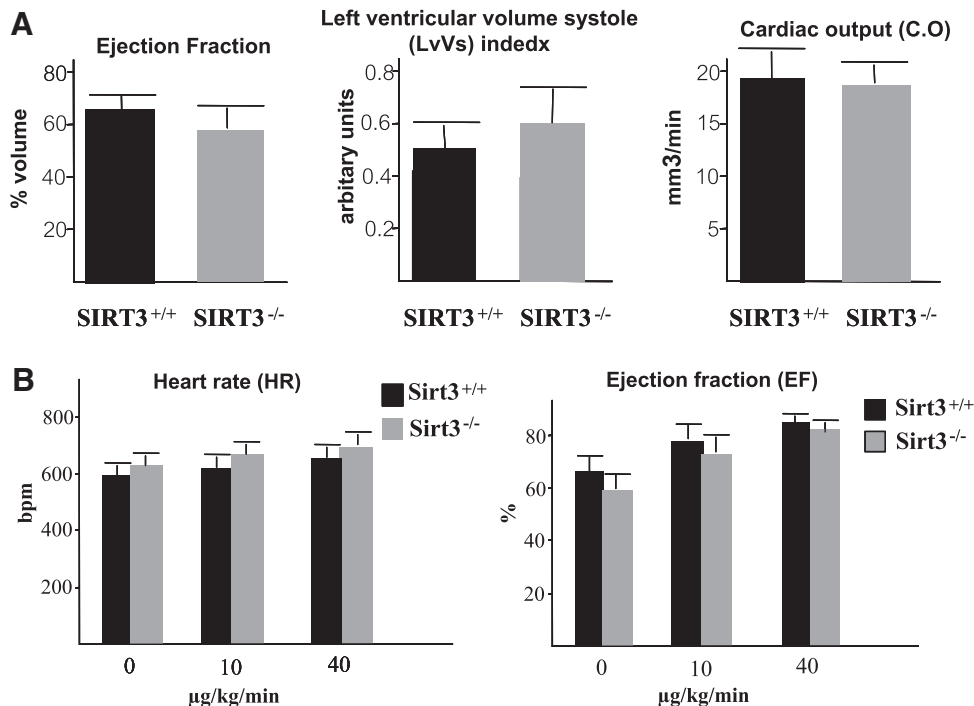 A
Ejection Fraction
% volume
80
60
40
20
SIRT3+/+ SIRT3-/-
Left ventricular volume systole
(LvVs) indedx
arbitary units
0.8
0.6
0.4
0.2
SIRT3+/+ SIRT3-/-
Cardiac output (C.O)
mm3/min
20
15
10
5
SIRT3+/+ SIRT3-/-
B
Heart rate (HR)
Sirt3+/+
Sirt3-/-
bpm
800
600
400
200
0 10 40
µg/kg/min
Ejection fraction (EF)
Sirt3+/+
Sirt3-/-
%
80
60
40
20
0 10 40
µg/kg/min